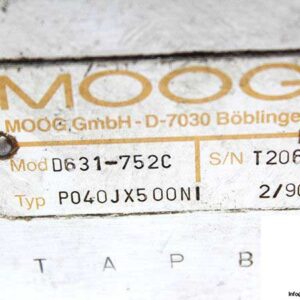 MOOG
MOOG GmbH - D-7030 Böblinge
Mod D631-752C S/N T206
Typ P040JX500NI 2/90
T A P B